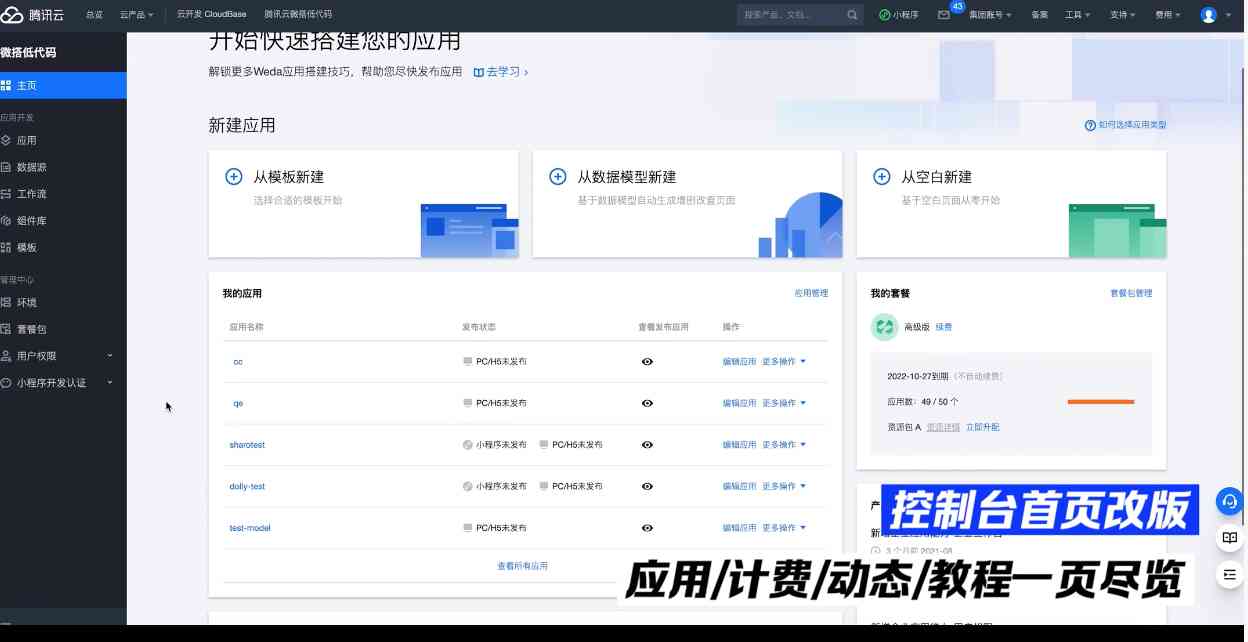 腾讯云 总览 云产品 云开发 CloudBase 腾讯云微搭低代码 搜索产品、文档... 小程序 43 集团账号 备案 工具 支持 费用
微搭低代码
主页
应用开发
应用
数据源
工作流
组件库
模板
管理中心
环境
套餐包
用户权限
小程序开发认证
开始快速搭建您的应用
解锁更多Weda应用搭建技巧，帮助您尽快发布应用 去学习
新建应用 如何选择应用类型
从模板新建
选择合适的模板开始
从数据模型新建
基于数据模型自动生成增删改查页面
从空白新建
基于空白页面从零开始
我的应用 应用管理
应用名称 发布状态 查看发布应用 操作
cc PC/H5未发布 编辑应用 更多操作
qe PC/H5未发布 编辑应用 更多操作
sharotest 小程序未发布 PC/H5未发布 编辑应用 更多操作
dolly-test 小程序未发布 PC/H5未发布 编辑应用 更多操作
test-model PC/H5未发布 编辑应用 更多操作
查看所有应用
我的套餐 套餐包管理
高级版 续费
2022-10-27到期（不自动续费）
应用数：49 / 50 个
资源包 A 资源详情 立即升配
控制台首页改版
3 个月前 2021-08
应用/计费/动态/教程一页尽览